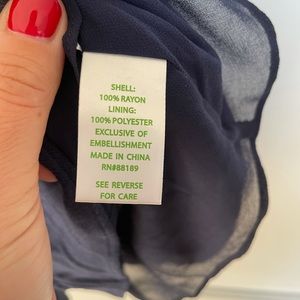 SHELL:
100% RAYON
LINING:
100% POLYESTER
EXCLUSIVE OF
EMBELLISHMENT
MADE IN CHINA
RN#88189
SEE REVERSE
FOR CARE